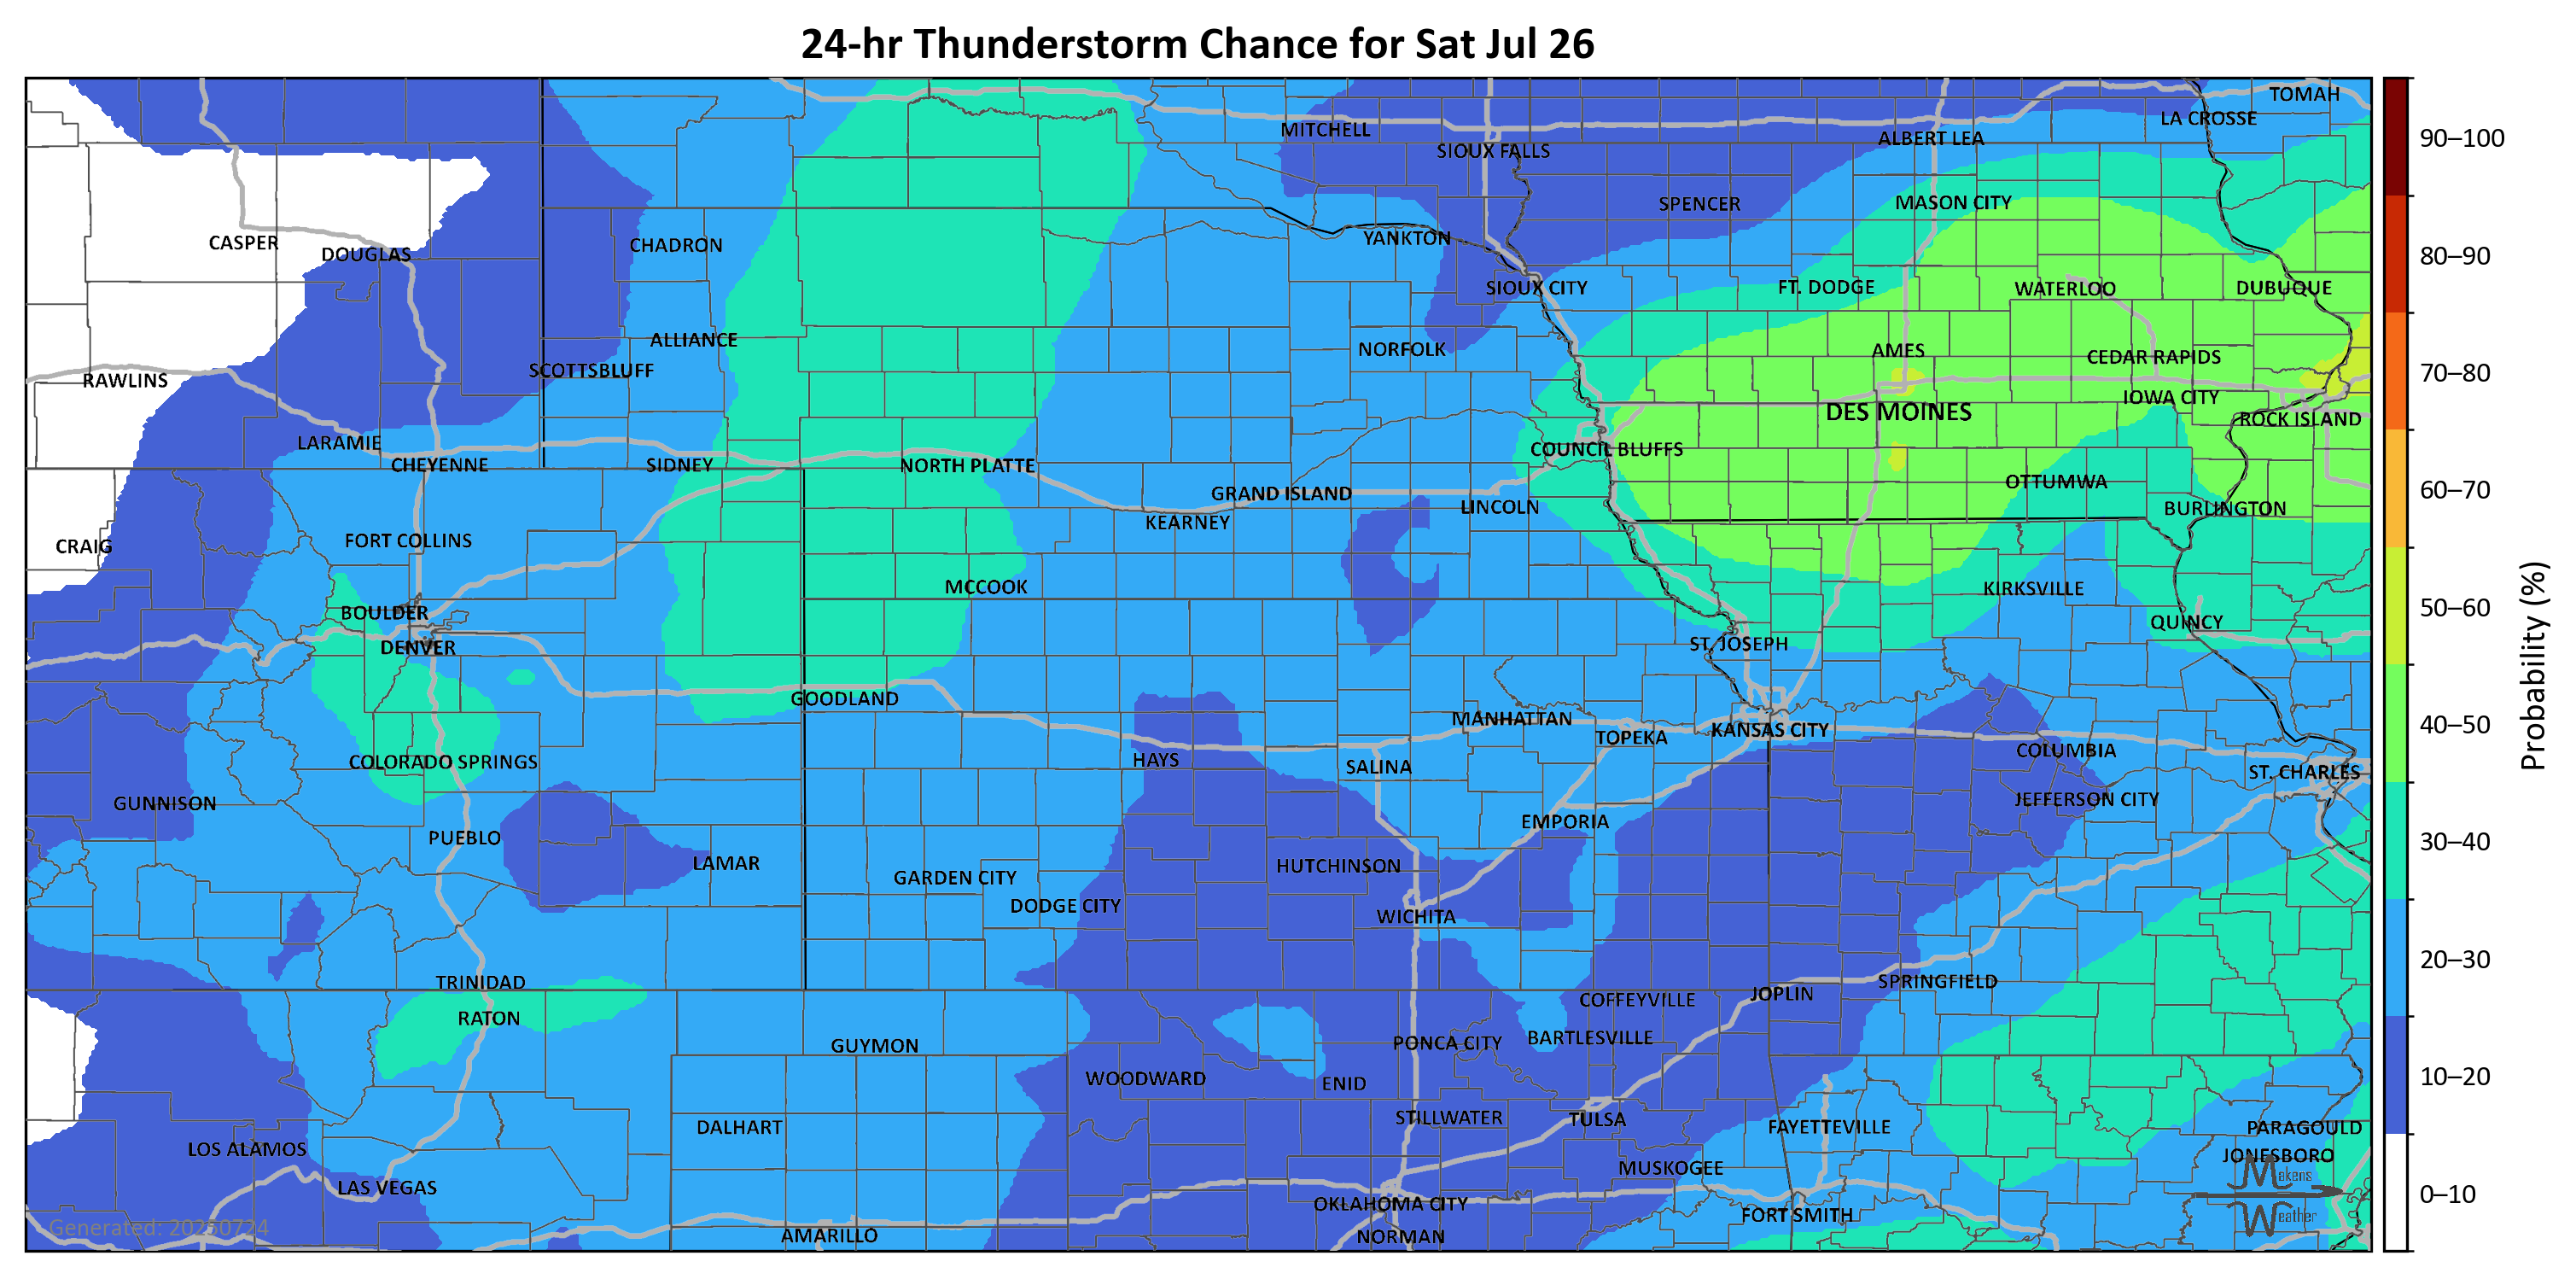 24-hr Thunderstorm Chance for Sat Jul 26
TOMAH
LA CROSSE
MITCHELL
ALBERT LEA
SIOUX FALLS
SPENCER
MASON CITY
CASPER
DOUGLAS
CHADRON
YANKTON
SIOUX CITY
FT. DODGE
WATERLOO
DUBUQUE
ALLIANCE
NORFOLK
AMES
CEDAR RAPIDS
RAWLINS
SCOTTSBLUFF
IOWA CITY
DES MOINES
ROCK ISLAND
LARAMIE
COUNCIL BLUFFS
CHEYENNE
SIDNEY
NORTH PLATTE
OTTUMWA
GRAND ISLAND
LINCOLN
BURLINGTON
KEARNEY
CRAIG
FORT COLLINS
MCCOOK
KIRKSVILLE
BOULDER
QUINCY
DENVER
ST. JOSEPH
GOODLAND
MANHATTAN
KANSAS CITY
TOPEKA
COLUMBIA
COLORADO SPRINGS
HAYS
SALINA
ST. CHARLES
GUNNISON
JEFFERSON CITY
EMPORIA
PUEBLO
LAMAR
HUTCHINSON
GARDEN CITY
DODGE CITY
WICHITA
TRINIDAD
SPRINGFIELD
JOPLIN
COFFEYVILLE
RATON
BARTLESVILLE
GUYMON
PONCA CITY
WOODWARD
ENID
STILLWATER
TULSA
DALHART
FAYETTEVILLE
PARAGOULD
LOS ALAMOS
JONESBORO
MUSKOGEE
LAS VEGAS
OKLAHOMA CITY
FORT SMITH
AMARILLO
NORMAN
Generated: 20250724
Makens
Weather
90–100
80–90
70–80
60–70
50–60
40–50
30–40
20–30
10–20
0–10
Probability (%)